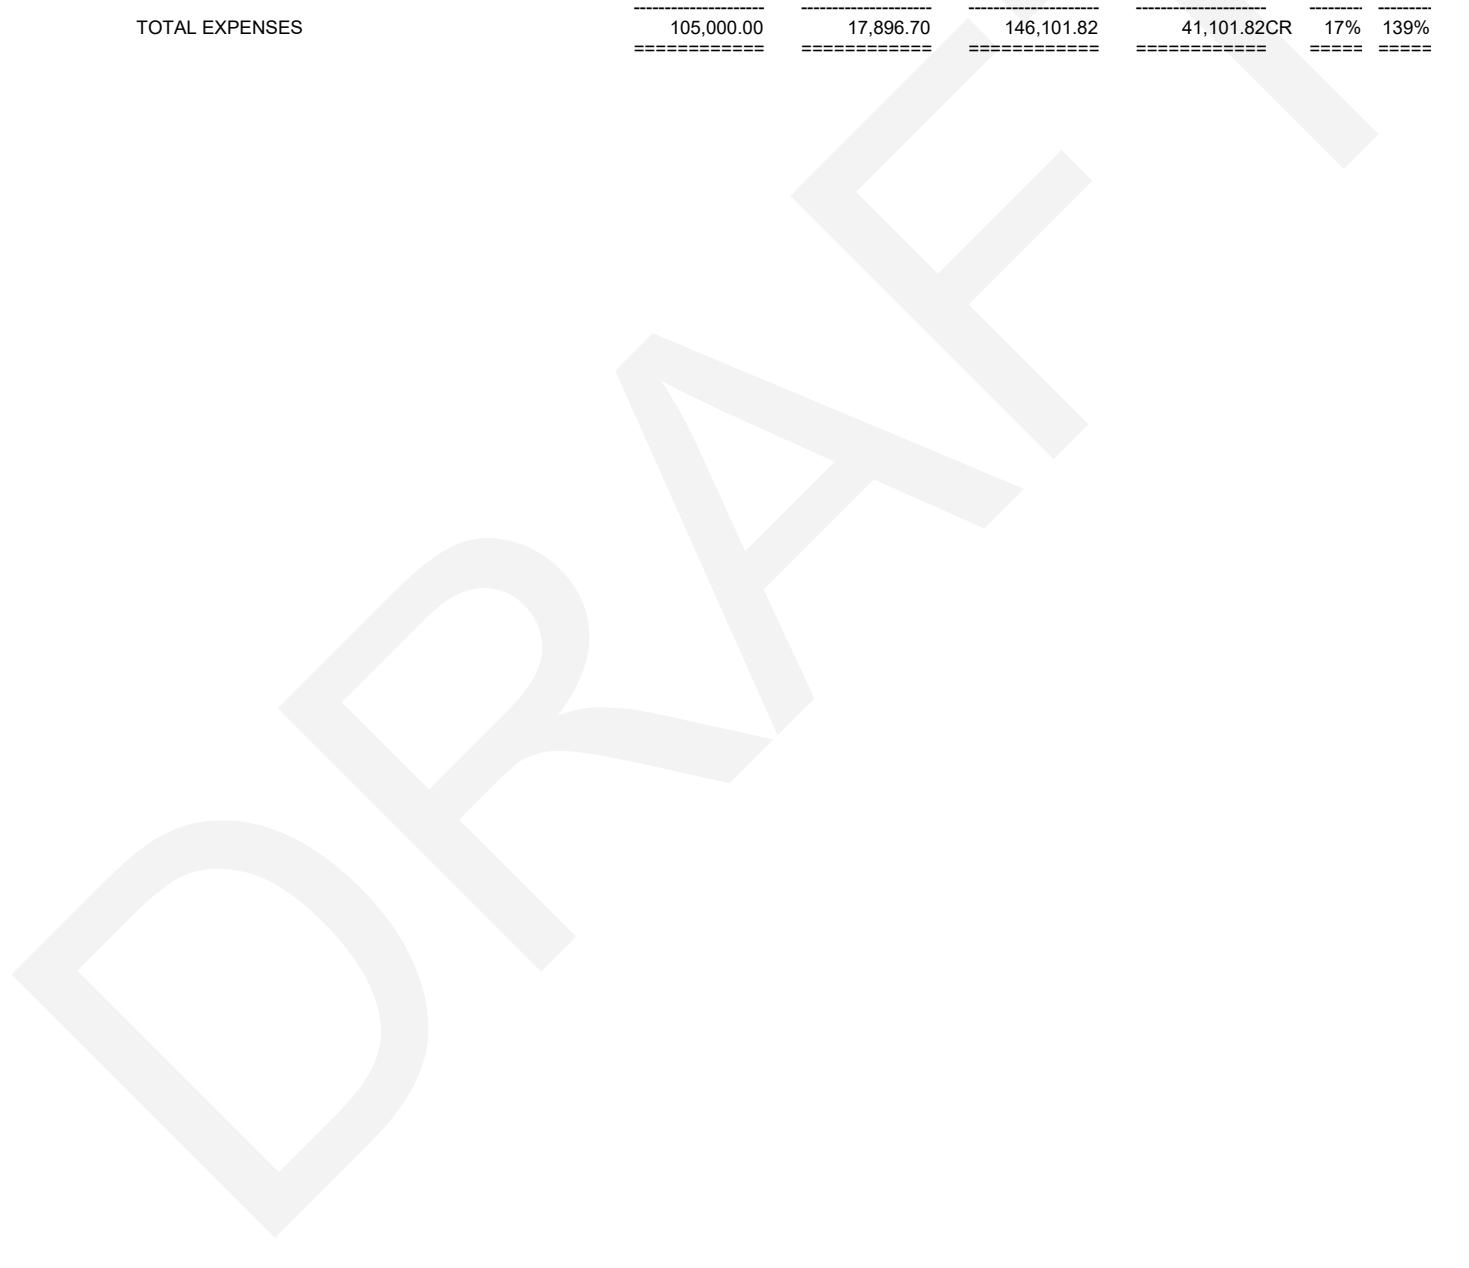 --------------------- --------------------- --------------------- --------------------- --------- ---------
TOTAL EXPENSES 105,000.00 17,896.70 146,101.82 41,101.82CR 17% 139%
============ ============ ============ ============ ===== =====
DRAFT